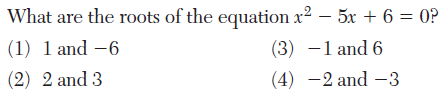 What are the roots of the equation x² − 5x + 6 = 0?
(1) 1 and −6 (3) −1 and 6
(2) 2 and 3 (4) −2 and −3